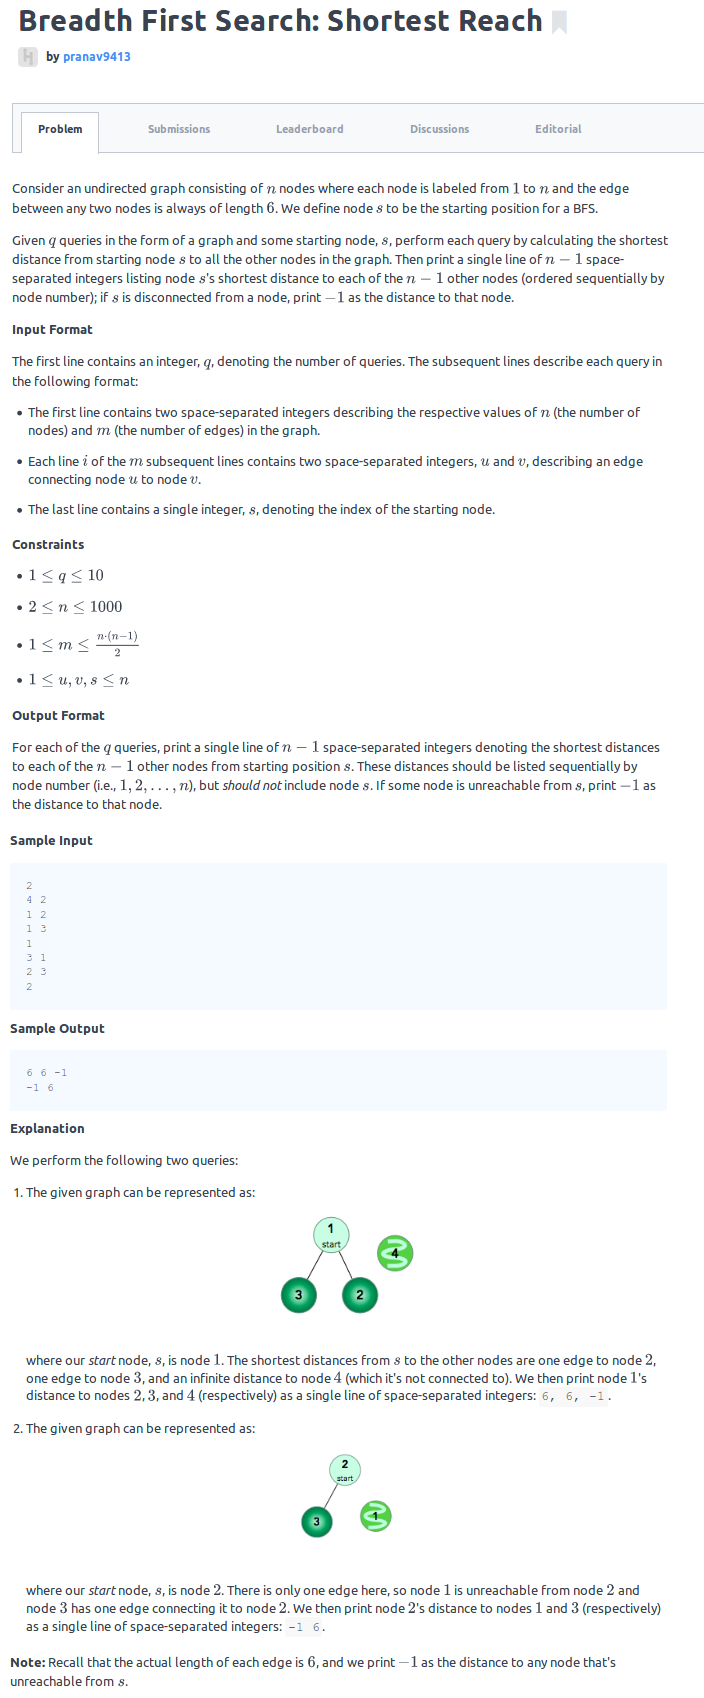 Breadth First Search: Shortest Reach
H by pranav9413
Problem Submissions Leaderboard Discussions Editorial
Consider an undirected graph consisting of n nodes where each node is labeled from 1 to n and the edge
between any two nodes is always of length 6. We define node s to be the starting position for a BFS.
Given q queries in the form of a graph and some starting node, s, perform each query by calculating the shortest
distance from starting node s to all the other nodes in the graph. Then print a single line of n − 1 space-
separated integers listing node s's shortest distance to each of the n − 1 other nodes (ordered sequentially by
node number); if s is disconnected from a node, print −1 as the distance to that node.
Input Format
The first line contains an integer, q, denoting the number of queries. The subsequent lines describe each query in
the following format:
• The first line contains two space-separated integers describing the respective values of n (the number of
nodes) and m (the number of edges) in the graph.
• Each line i of the m subsequent lines contains two space-separated integers, u and v, describing an edge
connecting node u to node v.
• The last line contains a single integer, s, denoting the index of the starting node.
Constraints
• 1 ≤ q ≤ 10
• 2 ≤ n ≤ 1000
• 1 ≤ m ≤ n·(n−1)/2
• 1 ≤ u, v, s ≤ n
Output Format
For each of the q queries, print a single line of n − 1 space-separated integers denoting the shortest distances
to each of the n − 1 other nodes from starting position s. These distances should be listed sequentially by
node number (i.e., 1, 2, . . . , n), but should not include node s. If some node is unreachable from s, print −1 as
the distance to that node.
Sample Input
2
4 2
1 2
1 3
1
3 1
2 3
2
Sample Output
6 6 -1
-1 6
Explanation
We perform the following two queries:
1. The given graph can be represented as:
1
start
4
3 2
where our start node, s, is node 1. The shortest distances from s to the other nodes are one edge to node 2,
one edge to node 3, and an infinite distance to node 4 (which it's not connected to). We then print node 1's
distance to nodes 2, 3, and 4 (respectively) as a single line of space-separated integers: 6, 6, -1.
2. The given graph can be represented as:
2
start
3 1
where our start node, s, is node 2. There is only one edge here, so node 1 is unreachable from node 2 and
node 3 has one edge connecting it to node 2. We then print node 2's distance to nodes 1 and 3 (respectively)
as a single line of space-separated integers: -1 6.
Note: Recall that the actual length of each edge is 6, and we print −1 as the distance to any node that's
unreachable from s.